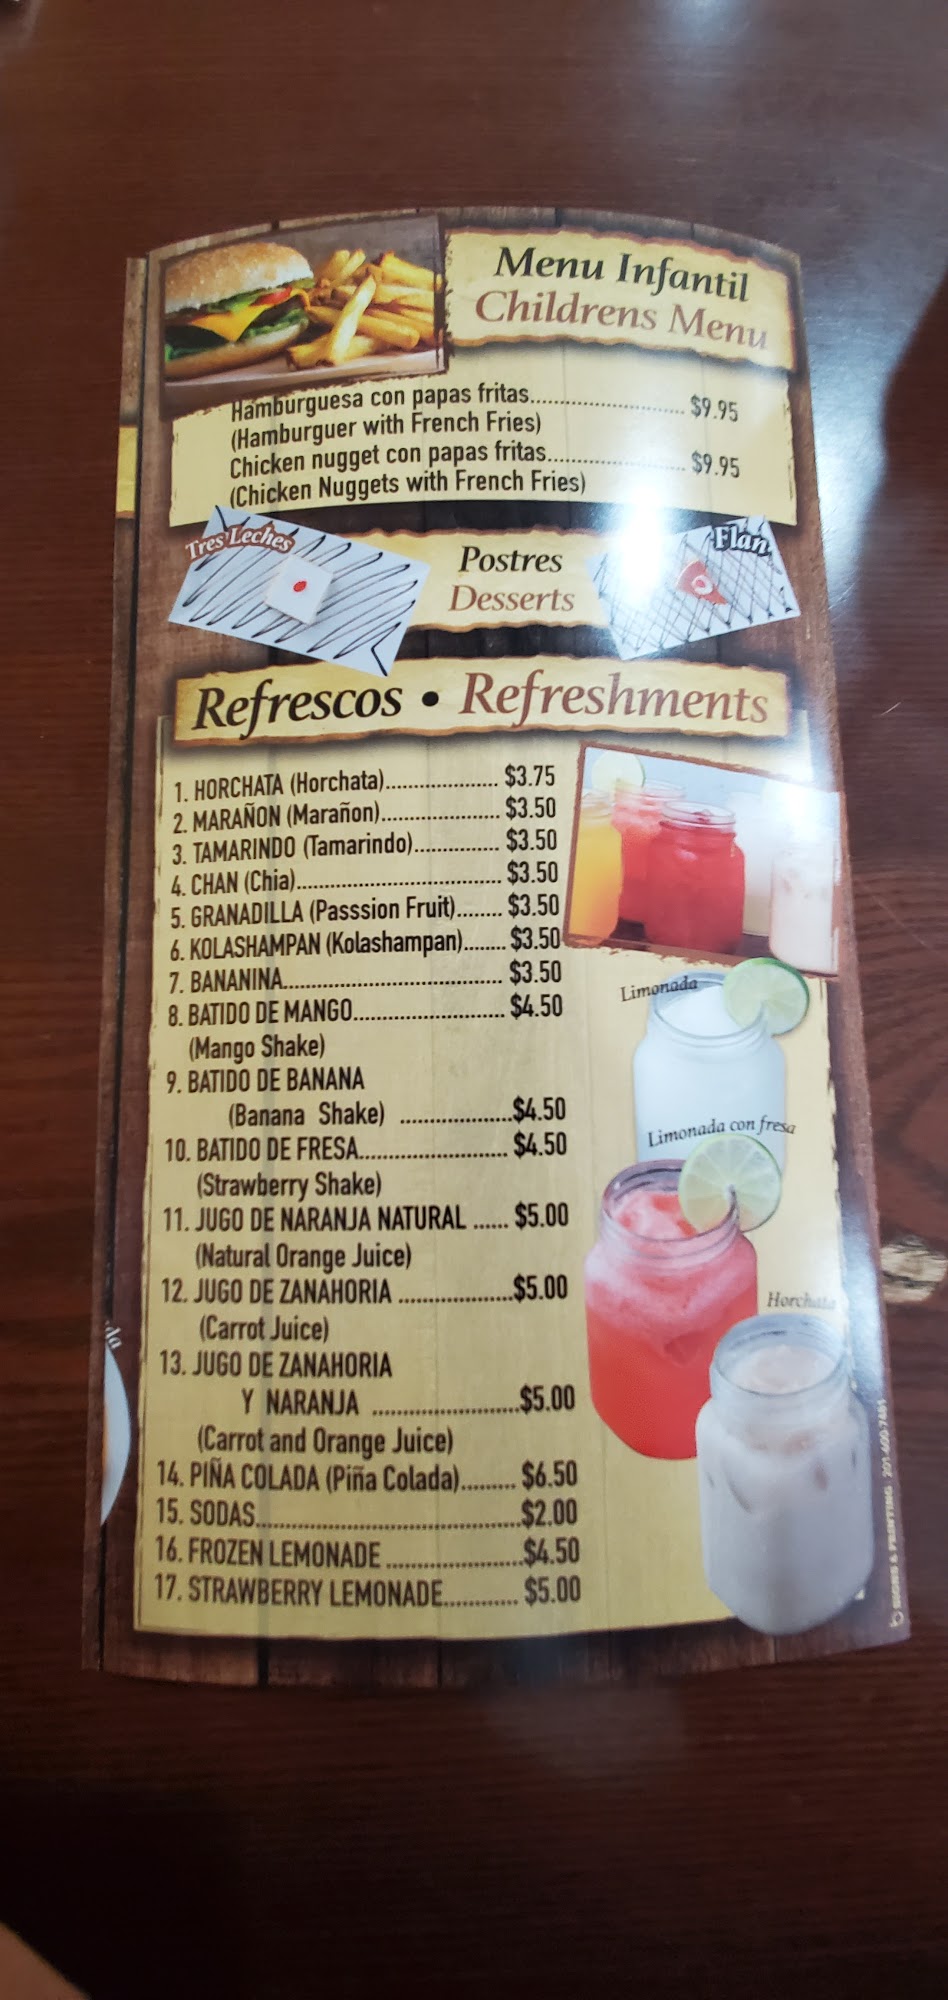 Menu Infantil
Childrens Menu
Hamburguesa con papas fritas.................... $9.95
(Hamburguer with French Fries)
Chicken nugget con papas fritas.................. $9.95
(Chicken Nuggets with French Fries)
Tres Leches
Postres
Desserts
Flan
Refrescos • Refreshments
1. HORCHATA (Horchata)................... $3.75
2. MARAÑON (Marañon).................... $3.50
3. TAMARINDO (Tamarindo).............. $3.50
4. CHAN (Chia)................................... $3.50
5. GRANADILLA (Passsion Fruit)........ $3.50
6. KOLASHAMPAN (Kolashampan)....... $3.50
7. BANANINA..................................... $3.50
8. BATIDO DE MANGO......................... $4.50
(Mango Shake)
9. BATIDO DE BANANA
(Banana Shake) ...................$4.50
10. BATIDO DE FRESA......................... $4.50
(Strawberry Shake)
11. JUGO DE NARANJA NATURAL ...... $5.00
(Natural Orange Juice)
12. JUGO DE ZANAHORIA ...................$5.00
(Carrot Juice)
13. JUGO DE ZANAHORIA
Y NARANJA .........................$5.00
(Carrot and Orange Juice)
14. PIÑA COLADA (Piña Colada)......... $6.50
15. SODAS............................................$2.00
16. FROZEN LEMONADE .......................$4.50
17. STRAWBERRY LEMONADE............. $5.00
Limonada
Limonada con fresa
Horchata
da
SIGNS & PRINTING 201.400.7481